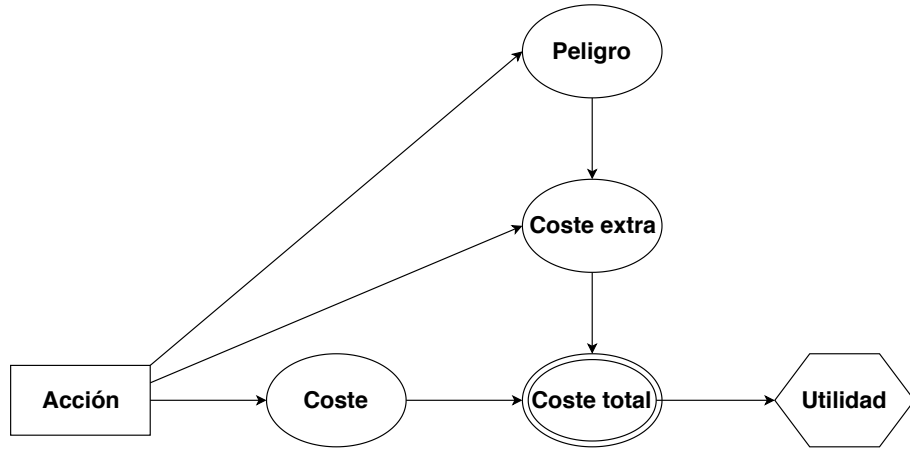 Peligro
Coste extra
Acción
Coste
Coste total
Utilidad